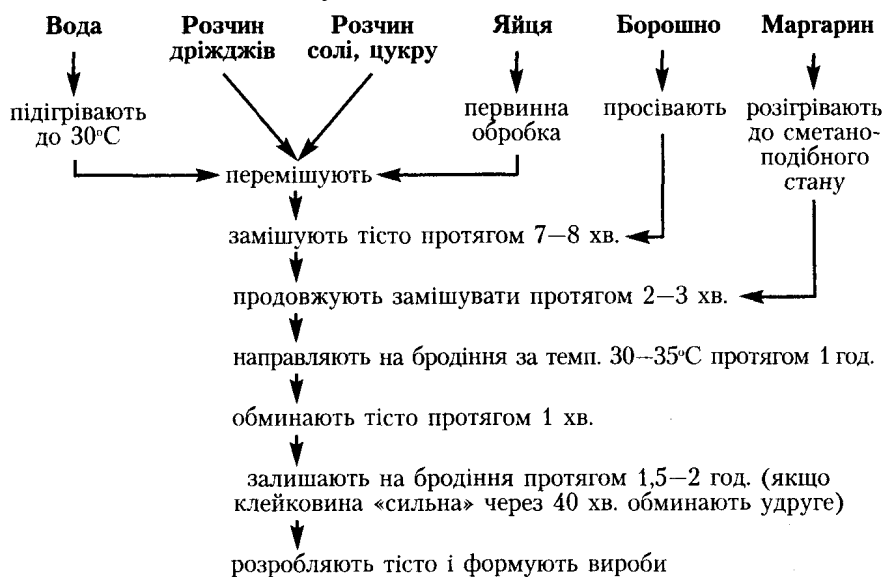 Вода Розчин дріжджів Розчин солі, цукру Яйця Борошно Маргарин
підігрівають до 30°С
первинна обробка
просівають
розігрівають до сметано-
подібного
стану
перемішують
замішують тісто протягом 7–8 хв.
продовжують замішувати протягом 2–3 хв.
направляють на бродіння за темп. 30–35°С протягом 1 год.
обминають тісто протягом 1 хв.
залишають на бродіння протягом 1,5–2 год. (якщо
клейковина «сильна» через 40 хв. обминають удруге)
розробляють тісто і формують вироби